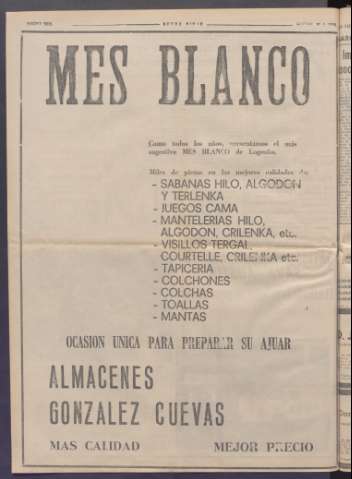 MES BLANCO
Como todos los años, presentamos el más
sugestivo MES BLANCO de Logroño.
Miles de piezas en las mejores calidades de:
- SABANAS HILO, ALGODON
Y TERLENKA
- JUEGOS CAMA
- MANTELERIAS HILO,
ALGODON, CRILENKA, etc.
- VISILLOS TERGAL,
COURTELLE, CRILENKA etc.
- TAPICERIA
- COLCHONES
- COLCHAS
- TOALLAS
- MANTAS
OCASION UNICA PARA PREPARAR SU AJUAR
ALMACENES
GONZALEZ CUEVAS
MAS CALIDAD MEJOR PRECIO